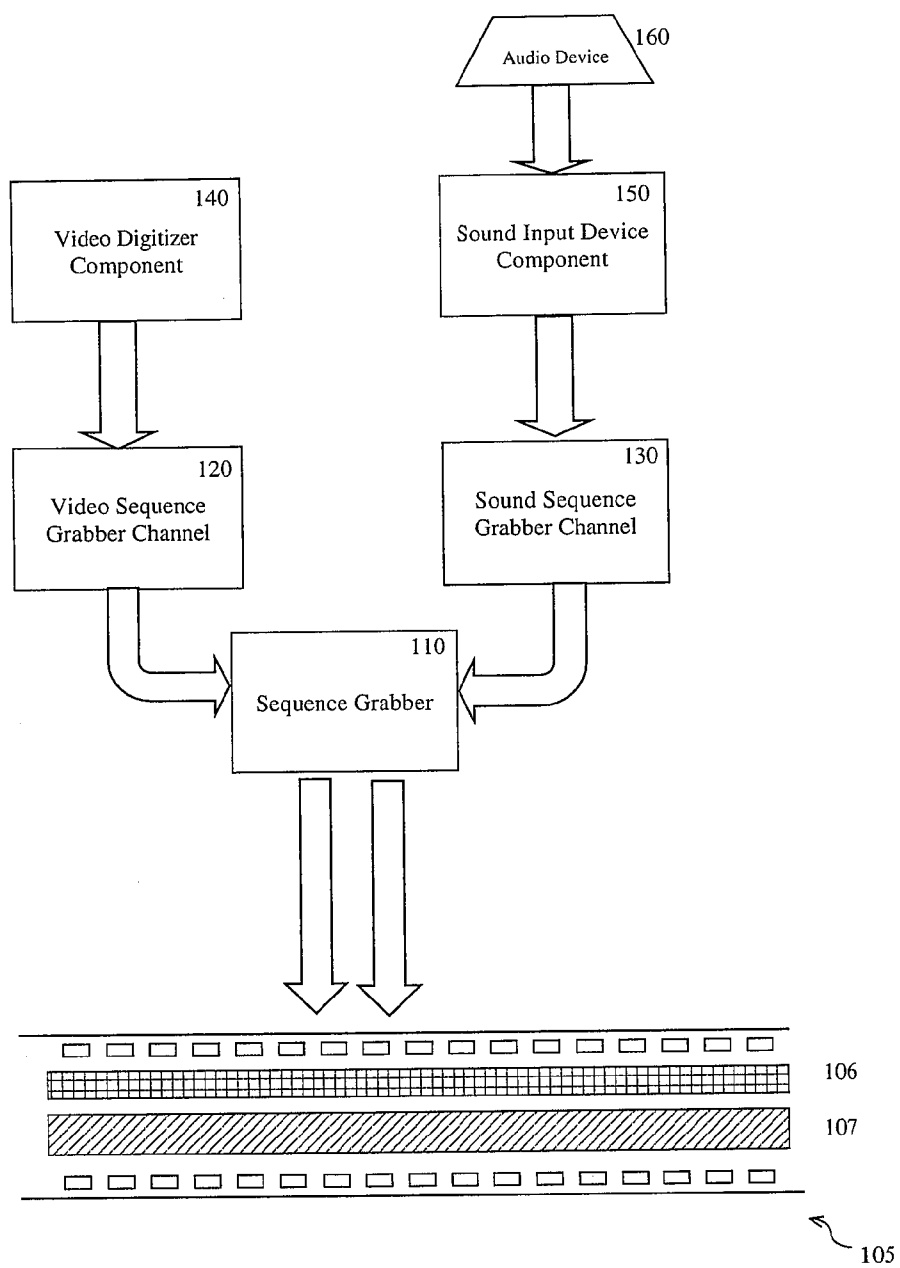 160
Audio Device
140
Video Digitizer
Component
150
Sound Input Device
Component
120
Video Sequence
Grabber Channel
130
Sound Sequence
Grabber Channel
110
Sequence Grabber
106
107
105